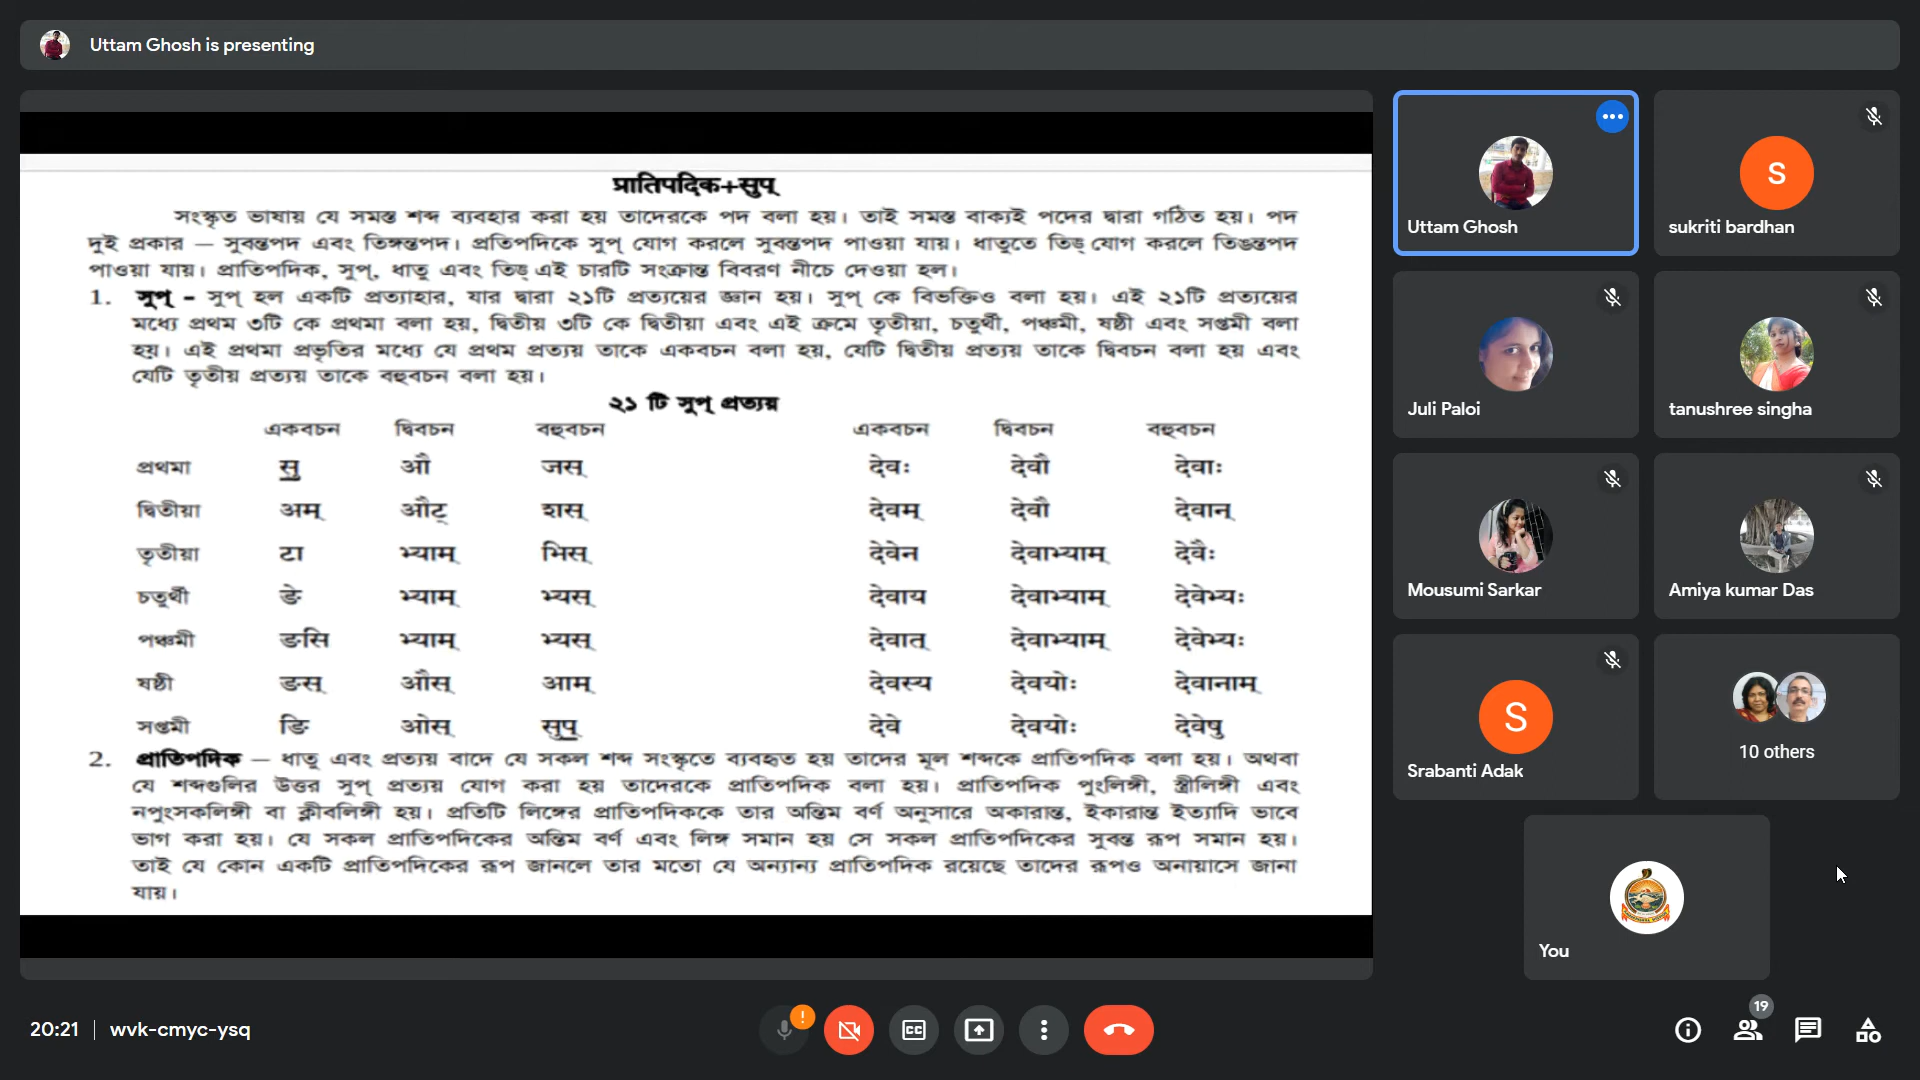 Uttam Ghosh is presenting
प्रातिपदिक+सुप्
সংস্কৃত ভাষায় যে সমস্ত শব্দ ব্যবহার করা হয় তাদেরকে পদ বলা হয়। তাই সমস্ত বাক্যই পদের দ্বারা গঠিত হয়। পদ
দুই প্রকার – সুবন্তপদ এবং তিঙ্গন্তপদ। প্রতিপদিকে সুপ্ যোগ করলে সুবন্তপদ পাওয়া যায়। ধাতুতে তিঙ্ যোগ করলে তিঙন্তপদ
পাওয়া যায়। প্রাতিপদিক, সুপ্, ধাতু এবং তিঙ্ এই চারটি সংক্রান্ত বিবরণ নীচে দেওয়া হল।
1. সুপ্ - সুপ্ হল একটি প্রত্যাহার, যার দ্বারা ২১টি প্রত্যয়ের জ্ঞান হয়। সুপ্ কে বিভক্তিও বলা হয়। এই ২১টি প্রত্যয়ের
মধ্যে প্রথম ৩টি কে প্রথমা বলা হয়, দ্বিতীয় ৩টি কে দ্বিতীয়া এবং এই ক্রমে তৃতীয়া, চতুর্থী, পঞ্চমী, ষষ্ঠী এবং সপ্তমী বলা
হয়। এই প্রথমা প্রভৃতির মধ্যে যে প্রথম প্রত্যয় তাকে একবচন বলা হয়, যেটি দ্বিতীয় প্রত্যয় তাকে দ্বিবচন বলা হয় এবং
যেটি তৃতীয় প্রত্যয় তাকে বহুবচন বলা হয়।
২১ টি সুপ্ প্রত্যয়
একবচন দ্বিবচন বহুবচন একবচন দ্বিবচন বহুবচন
প্রথমা सु औ जस् देवः देवौ देवाः
দ্বিতীয়া अम् औट् शस् देवम् देवौ देवान्
তৃতীয়া टा भ्याम् भिस् देवेन देवाभ्याम् देवैः
চতুর্থী ङे भ्याम् भ्यस् देवाय देवाभ्याम् देवेभ्यः
পঞ্চমী ङसि भ्याम् भ्यस् देवात् देवाभ्याम् देवेभ्यः
ষষ্ঠী ङस् औस् आम् देवस्य देवयोः देवानाम्
সপ্তমী ङि ओस् सुप् देवे देवयोः देवेषु
2. প্রাতিপদিক – ধাতু এবং প্রত্যয় বাদে যে সকল শব্দ সংস্কৃতে ব্যবহৃত হয় তাদের মূল শব্দকে প্রাতিপদিক বলা হয়। অথবা
যে শব্দগুলির উত্তর সুপ্ প্রত্যয় যোগ করা হয় তাদেরকে প্রাতিপদিক বলা হয়। প্রাতিপদিক পুংলিঙ্গী, স্ত্রীলিঙ্গী এবং
নপুংসকলিঙ্গী বা ক্লীবলিঙ্গী হয়। প্রতিটি লিঙ্গের প্রাতিপদিককে তার অন্তিম বর্ণ অনুসারে অকারান্ত, ইকারান্ত ইত্যাদি ভাবে
ভাগ করা হয়। যে সকল প্রাতিপদিকের অন্তিম বর্ণ এবং লিঙ্গ সমান হয় সে সকল প্রাতিপদিকের সুবন্ত রূপ সমান হয়।
তাই যে কোন একটি প্রাতিপদিকের রূপ জানলে তার মতো যে অন্যান্য প্রাতিপদিক রয়েছে তাদের রূপও অনায়াসে জানা
যায়।
Uttam Ghosh
S
sukriti bardhan
Juli Paloi
tanushree singha
Mousumi Sarkar
Amiya kumar Das
S
Srabanti Adak
10 others
You
20:21 | wvk-cmyc-ysq
!
CC
19